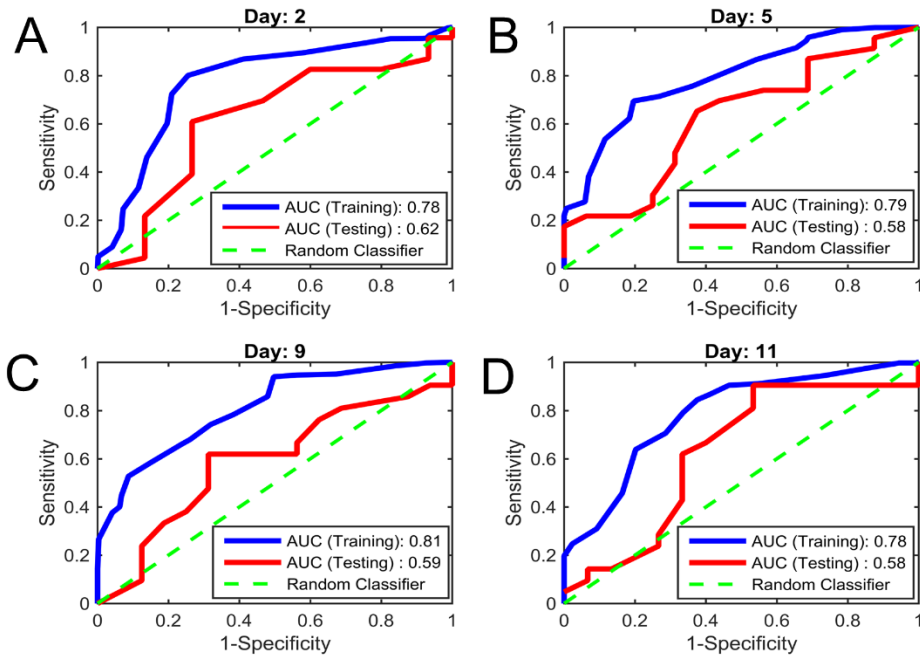 A
Day: 2
1
0.8
0.6
0.4
0.2
0
Sensitivity
AUC (Training): 0.78
AUC (Testing) : 0.62
Random Classifier
0 0.2 0.4 0.6 0.8 1
1-Specificity
B
Day: 5
1
0.8
0.6
0.4
0.2
0
Sensitivity
AUC (Training): 0.79
AUC (Testing) : 0.58
Random Classifier
0 0.2 0.4 0.6 0.8 1
1-Specificity
C
Day: 9
1
0.8
0.6
0.4
0.2
0
Sensitivity
AUC (Training): 0.81
AUC (Testing) : 0.59
Random Classifier
0 0.2 0.4 0.6 0.8 1
1-Specificity
D
Day: 11
1
0.8
0.6
0.4
0.2
0
Sensitivity
AUC (Training): 0.78
AUC (Testing) : 0.58
Random Classifier
0 0.2 0.4 0.6 0.8 1
1-Specificity